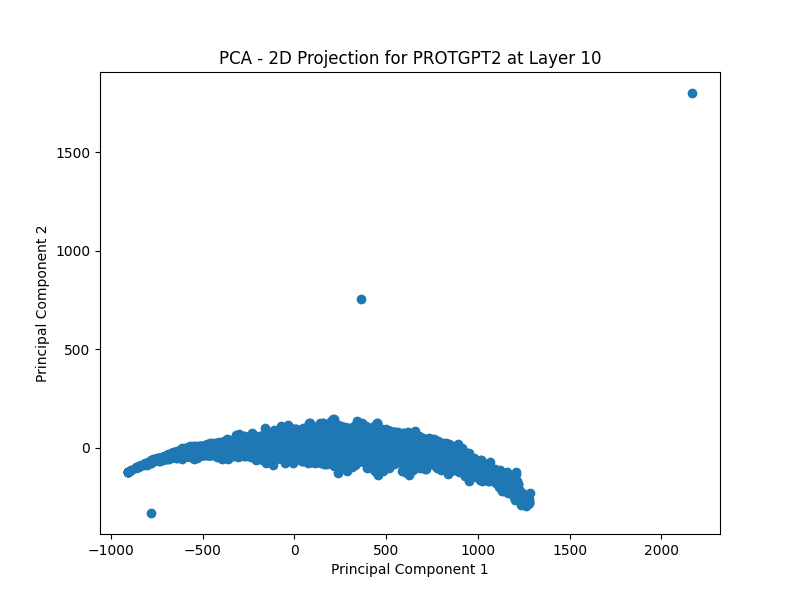 PCA - 2D Projection for PROTGPT2 at Layer 10
1500
1000
500
0
Principal Component 2
−1000 −500 0 500 1000 1500 2000
Principal Component 1